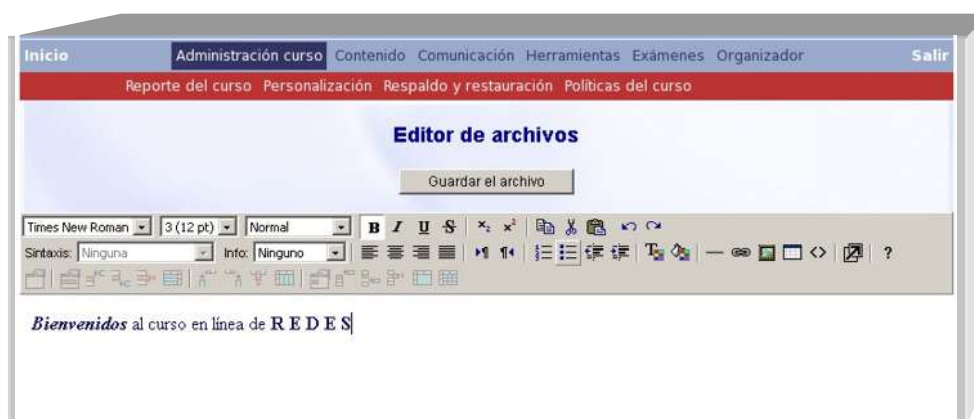 Inicio Administración curso Contenido Comunicación Herramientas Exámenes Organizador Salir
Reporte del curso Personalización Respaldo y restauración Políticas del curso
Editor de archivos
Guardar el archivo
Times New Roman 3 (12 pt) Normal B I U S x₂ x²
Sintaxis: Ninguna Info: Ninguno ?
Bienvenidos al curso en línea de R E D E S